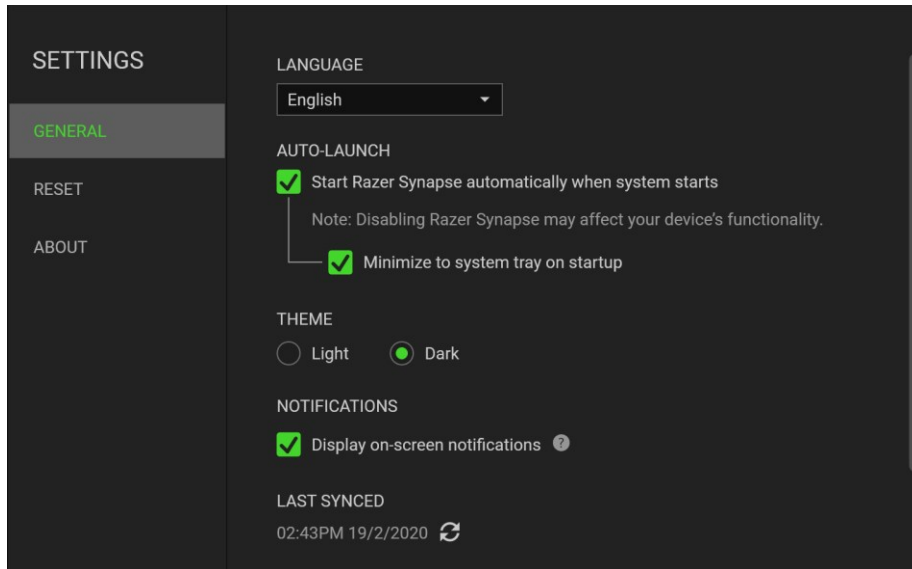 SETTINGS
GENERAL
RESET
ABOUT
LANGUAGE
English
AUTO-LAUNCH
Start Razer Synapse automatically when system starts
Note: Disabling Razer Synapse may affect your device’s functionality.
Minimize to system tray on startup
THEME
Light Dark
NOTIFICATIONS
Display on-screen notifications ?
LAST SYNCED
02:43PM 19/2/2020